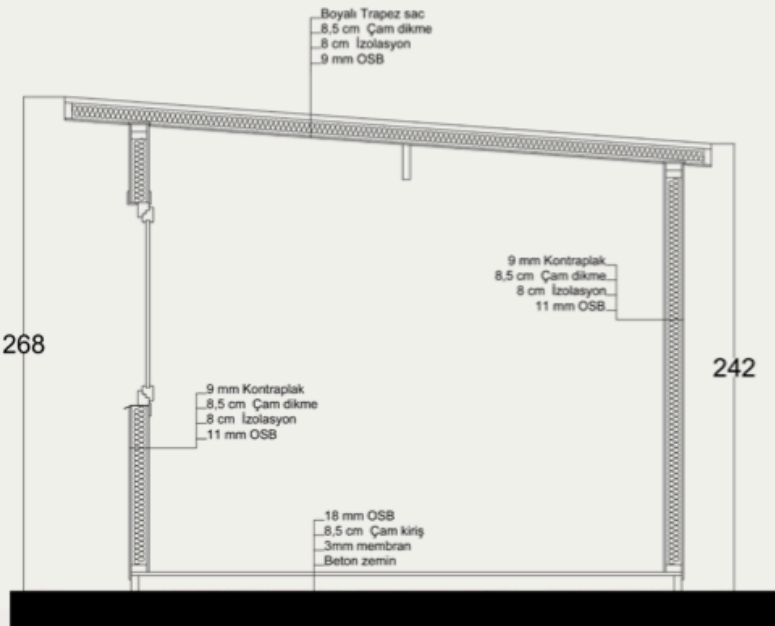 Boyalı Trapez sac
8,5 cm Çam dikme
8 cm İzolasyon
9 mm OSB
9 mm Kontraplak
8,5 cm Çam dikme
8 cm İzolasyon
11 mm OSB
268
242
9 mm Kontraplak
8,5 cm Çam dikme
8 cm İzolasyon
11 mm OSB
18 mm OSB
8,5 cm Çam kiriş
3mm membran
Beton zemin